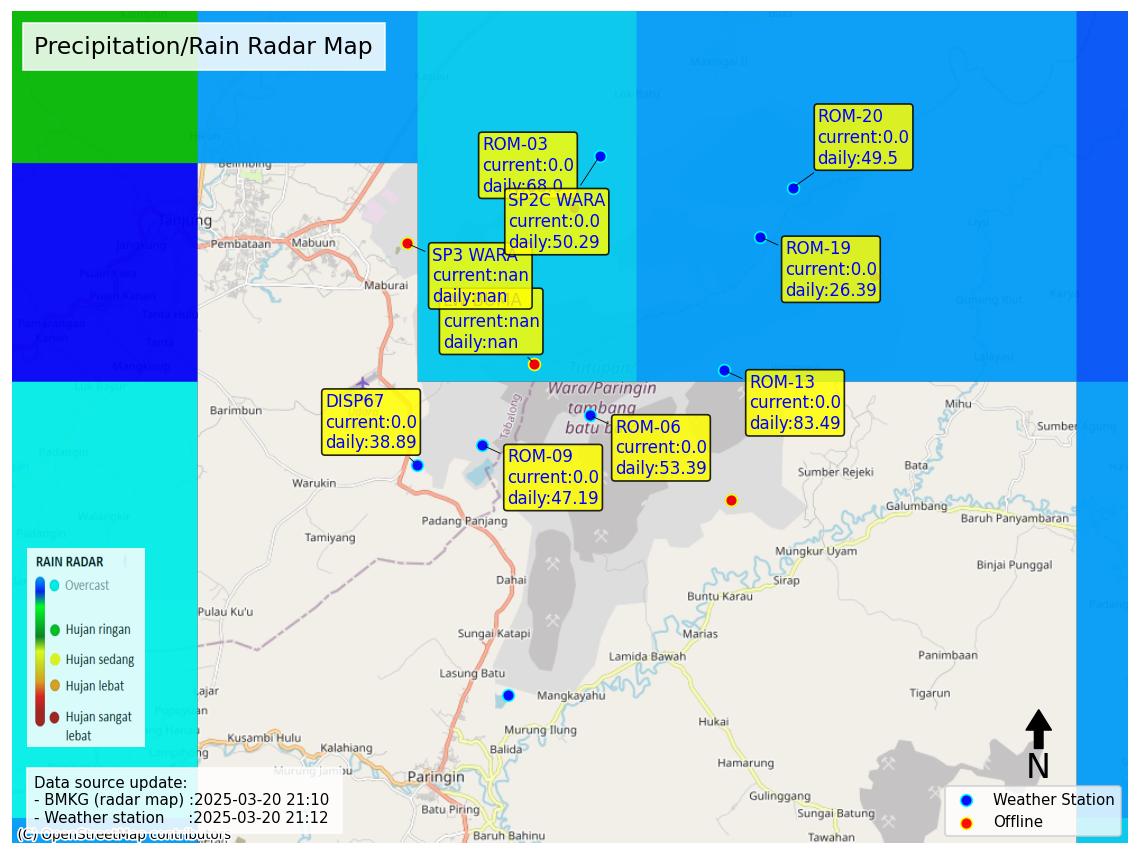 Precipitation/Rain Radar Map
ROM-20
current:0.0
daily:49.5
ROM-03
current:0.0
daily:68.0
SP2C WARA
current:0.0
daily:50.29
ROM-19
current:0.0
daily:26.39
SP3 WARA
current:nan
daily:nan
current:nan
daily:nan
ROM-13
current:0.0
daily:83.49
DISP67
current:0.0
daily:38.89
ROM-06
current:0.0
daily:53.39
ROM-09
current:0.0
daily:47.19
Belimbing
Tanjung
Pembataan
Mabuun
Maburai
Tutupan
Wara/Paringin
tambang
batu
Tabalong
Barimbun
Warukin
Padang Panjang
Tamiyang
Dahai
Pulau Ku'u
Sungai Katapi
Lasung Batu
Mangkayahu
Murung Ilung
Balida
Kusambi Hulu
Kalahiang
Murung Jambu
Paringin
Batu Piring
Baruh Bahinu
Lalayau
Mihu
Sumber Agung
Sumber Rejeki
Bata
Galumbang
Baruh Panyambaran
Mungkur Uyam
Binjai Punggal
Sirap
Buntu Karau
Marias
Lamida Bawah
Panimbaan
Tigarun
Hukai
Hamarung
Gulinggang
Sungai Batung
Tawahan
RAIN RADAR
Overcast
Hujan ringan
Hujan sedang
Hujan lebat
Hujan sangat
lebat
Data source update:
- BMKG (radar map) :2025-03-20 21:10
- Weather station :2025-03-20 21:12
(C) OpenStreetMap contributors
N
Weather Station
Offline